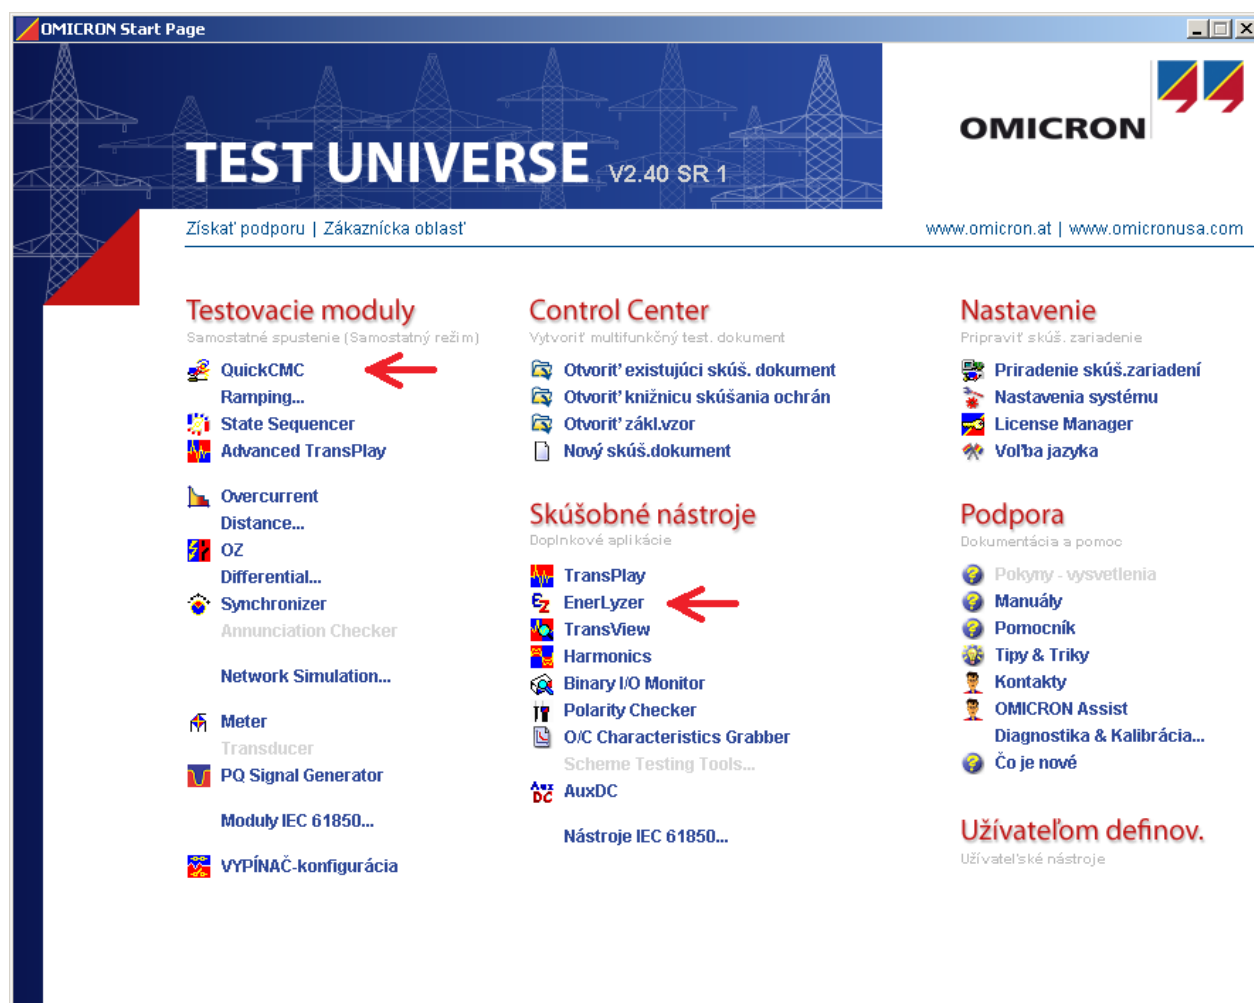 OMICRON Start Page
TEST UNIVERSE V2.40 SR 1
OMICRON
Získať podporu | Zákaznícka oblasť
www.omicron.at | www.omicronusa.com
Testovacie moduly
Samostatné spustenie (Samostatný režim)
QuickCMC
Ramping...
State Sequencer
Advanced TransPlay
Overcurrent
Distance...
OZ
Differential...
Synchronizer
Annunciation Checker
Network Simulation...
Meter
Transducer
PQ Signal Generator
Moduly IEC 61850...
VYPÍNAČ-konfigurácia
Control Center
Vytvoriť multifunkčný test. dokument
Otvoriť existujúci skúš. dokument
Otvoriť knižnicu skúšania ochrán
Otvoriť zákl.vzor
Nový skúš.dokument
Skúšobné nástroje
Doplnkové aplikácie
TransPlay
EnerLyzer
TransView
Harmonics
Binary I/O Monitor
Polarity Checker
O/C Characteristics Grabber
Scheme Testing Tools...
AuxDC
Nástroje IEC 61850...
Nastavenie
Pripraviť skúš. zariadenie
Priradenie skúš.zariadení
Nastavenia systému
License Manager
Voľba jazyka
Podpora
Dokumentácia a pomoc
Pokyny - vysvetlenia
Manuály
Pomocník
Tipy & Triky
Kontakty
OMICRON Assist
Diagnostika & Kalibrácia...
Čo je nové
Užívateľom definov.
Užívateľské nástroje